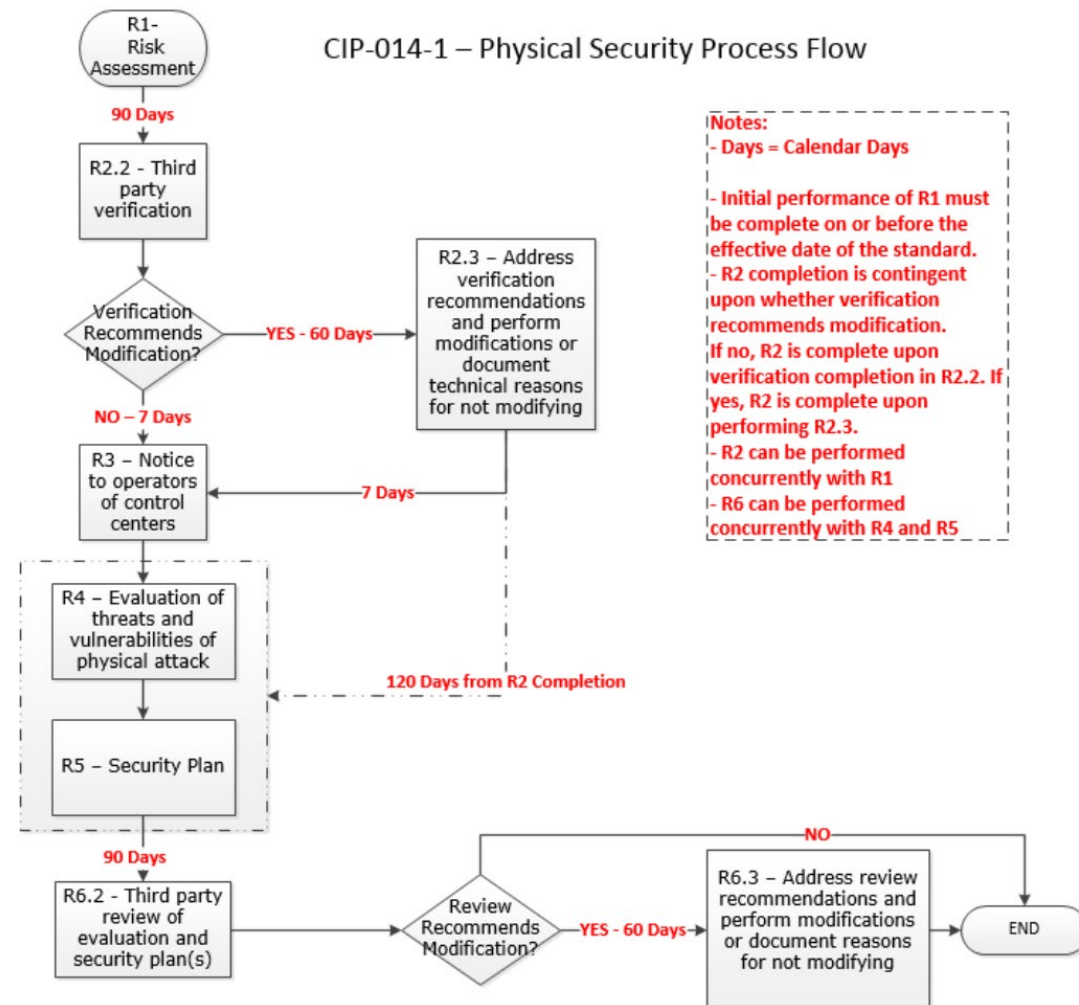 R1-
Risk
Assessment
CIP-014-1 – Physical Security Process Flow
90 Days
Notes:
- Days = Calendar Days
- Initial performance of R1 must
be complete on or before the
effective date of the standard.
- R2 completion is contingent
upon whether verification
recommends modification.
If no, R2 is complete upon
verification completion in R2.2. If
yes, R2 is complete upon
performing R2.3.
- R2 can be performed
concurrently with R1
- R6 can be performed
concurrently with R4 and R5
R2.2 - Third
party
verification
R2.3 – Address
verification
recommendations
and perform
modifications or
document
technical reasons
for not modifying
Verification
Recommends
Modification?
YES - 60 Days
NO – 7 Days
R3 – Notice
to operators
of control
centers
7 Days
R4 – Evaluation of
threats and
vulnerabilities of
physical attack
120 Days from R2 Completion
R5 – Security Plan
90 Days
NO
R6.2 - Third party
review of
evaluation and
security plan(s)
Review
Recommends
Modification?
YES - 60 Days
R6.3 – Address review
recommendations and
perform modifications
or document reasons
for not modifying
END